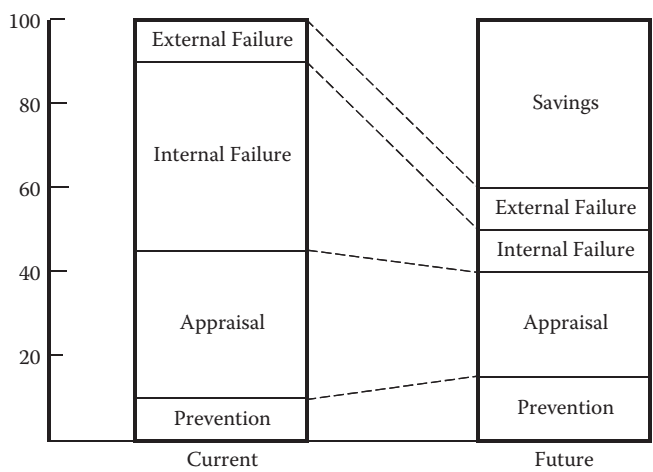 100
80
60
40
20
External Failure
Internal Failure
Appraisal
Prevention
Current
Savings
External Failure
Internal Failure
Appraisal
Prevention
Future